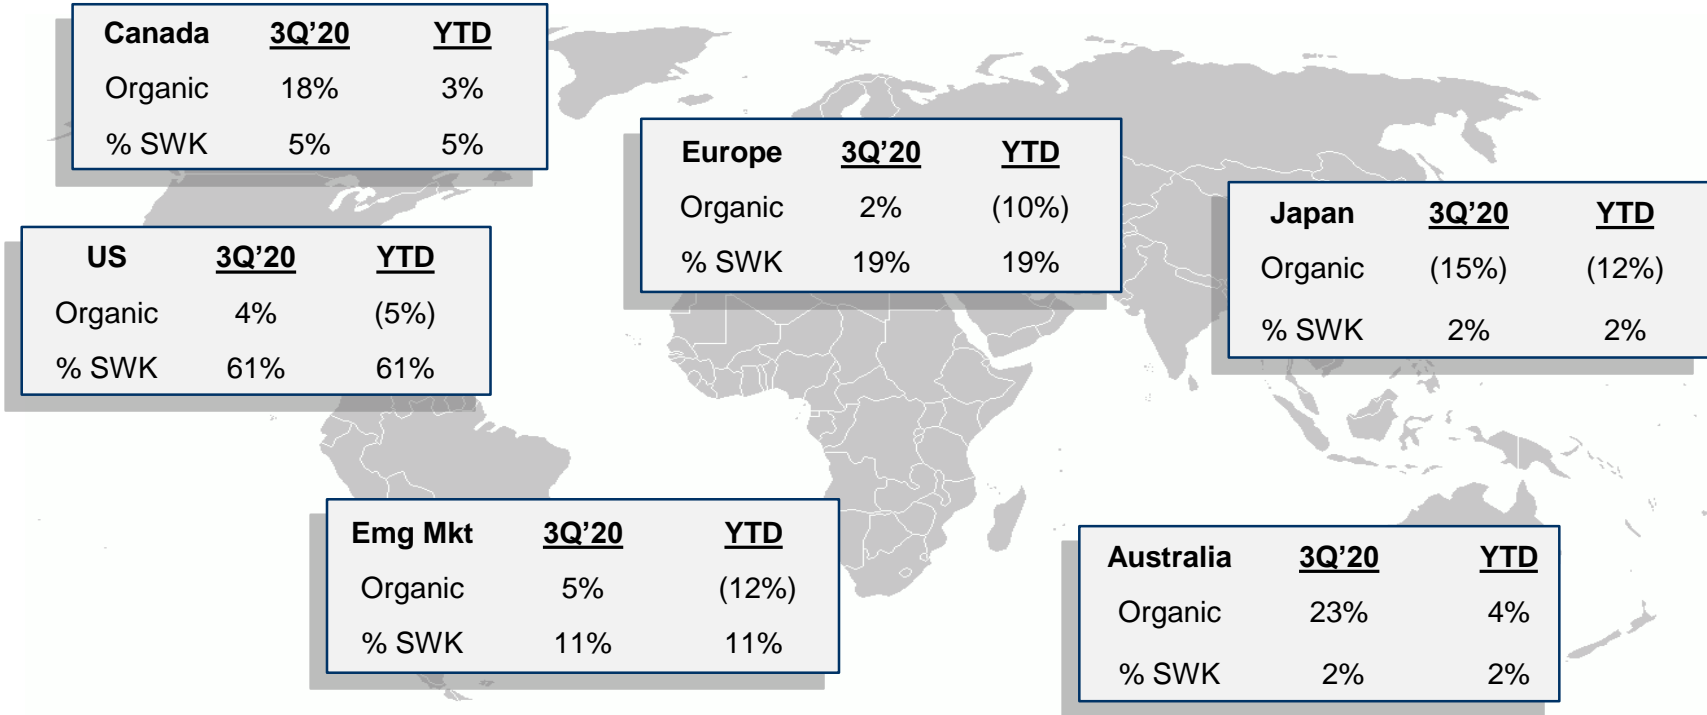 Canada 3Q’20 YTD
Organic 18% 3%
% SWK 5% 5%
US 3Q’20 YTD
Organic 4% (5%)
% SWK 61% 61%
Europe 3Q’20 YTD
Organic 2% (10%)
% SWK 19% 19%
Japan 3Q’20 YTD
Organic (15%) (12%)
% SWK 2% 2%
Emg Mkt 3Q’20 YTD
Organic 5% (12%)
% SWK 11% 11%
Australia 3Q’20 YTD
Organic 23% 4%
% SWK 2% 2%